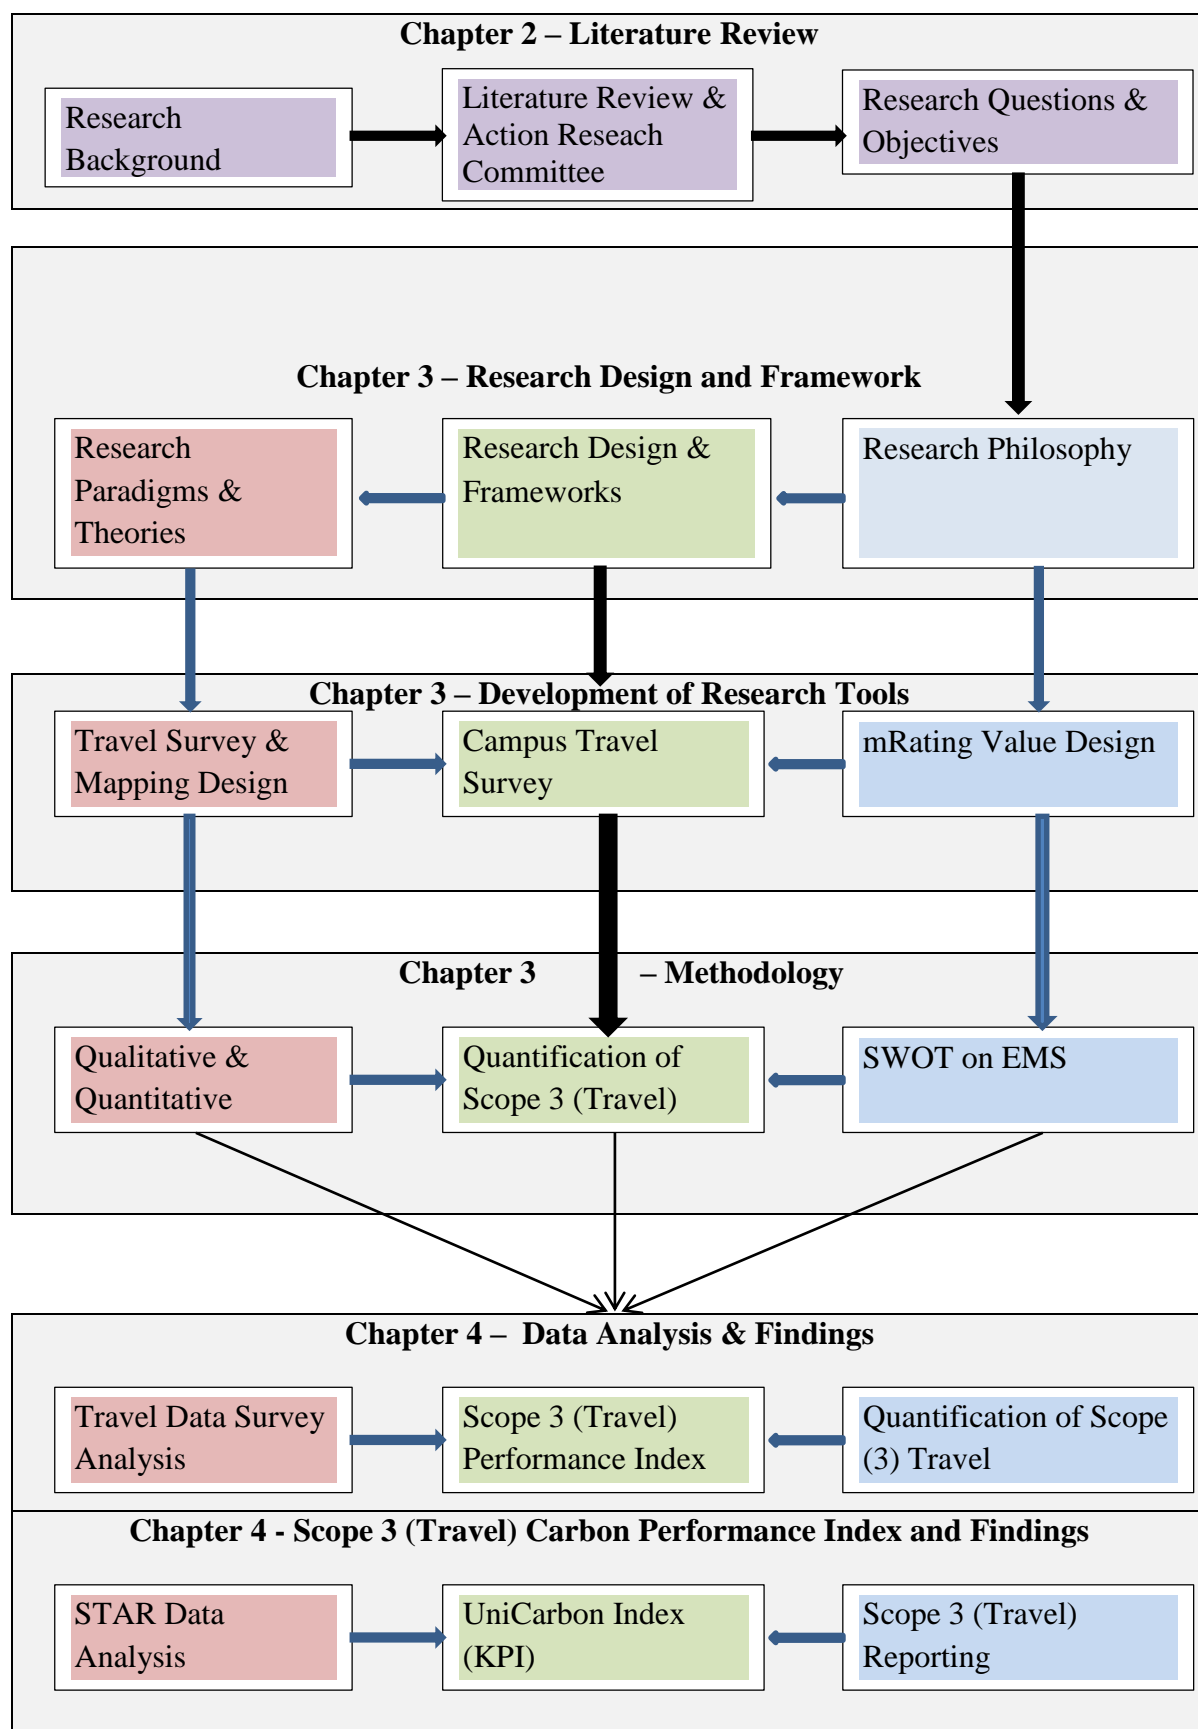 Chapter 2 – Literature Review
Research
Background
Literature Review &
Action Reseach
Committee
Research Questions &
Objectives
Chapter 3 – Research Design and Framework
Research
Paradigms &
Theories
Research Design &
Frameworks
Research Philosophy
Chapter 3 – Development of Research Tools
Travel Survey &
Mapping Design
Campus Travel
Survey
mRating Value Design
Chapter 3 – Methodology
Qualitative &
Quantitative
Quantification of
Scope 3 (Travel)
SWOT on EMS
Chapter 4 – Data Analysis & Findings
Travel Data Survey
Analysis
Scope 3 (Travel)
Performance Index
Quantification of Scope
(3) Travel
Chapter 4 - Scope 3 (Travel) Carbon Performance Index and Findings
STAR Data
Analysis
UniCarbon Index
(KPI)
Scope 3 (Travel)
Reporting